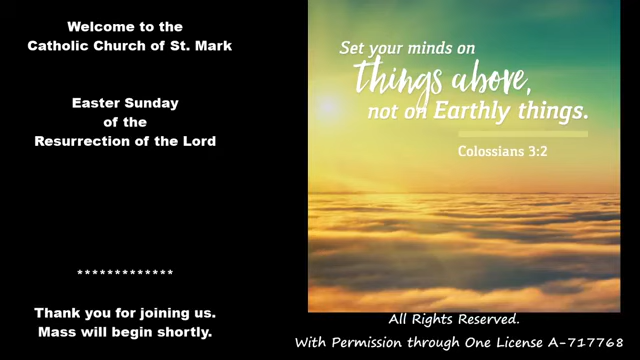 Welcome to the
Catholic Church of St. Mark
Easter Sunday
of the
Resurrection of the Lord
*************
Thank you for joining us.
Mass will begin shortly.
Set your minds on
things above,
not on Earthly things.
Colossians 3:2
All Rights Reserved.
With Permission through One License A-717768